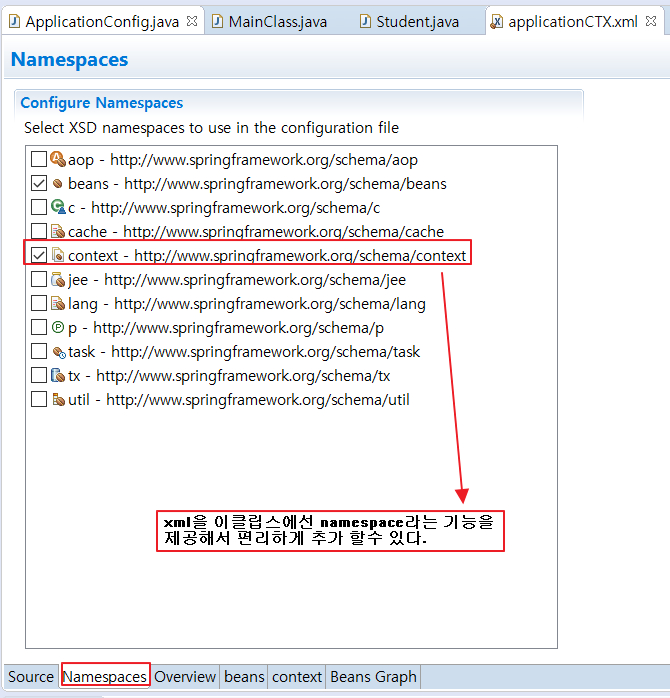 ApplicationConfig.java MainClass.java Student.java applicationCTX.xml
Namespaces
Configure Namespaces
Select XSD namespaces to use in the configuration file
aop - http://www.springframework.org/schema/aop
beans - http://www.springframework.org/schema/beans
c - http://www.springframework.org/schema/c
cache - http://www.springframework.org/schema/cache
context - http://www.springframework.org/schema/context
jee - http://www.springframework.org/schema/jee
lang - http://www.springframework.org/schema/lang
p - http://www.springframework.org/schema/p
task - http://www.springframework.org/schema/task
tx - http://www.springframework.org/schema/tx
util - http://www.springframework.org/schema/util
xml을 이클립스에선 namespace라는 기능을
제공해서 편리하게 추가 할수 있다.
Source Namespaces Overview beans context Beans Graph